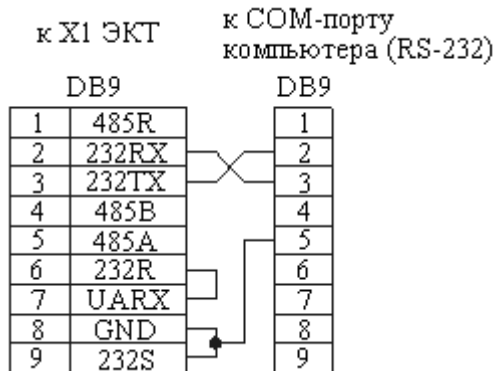 к X1 ЭКТ
к COM-порту
компьютера (RS-232)
DB9 DB9
1 485R 1
2 232RX 2
3 232TX 3
4 485B 4
5 485A 5
6 232R 6
7 UARX 7
8 GND 8
9 232S 9